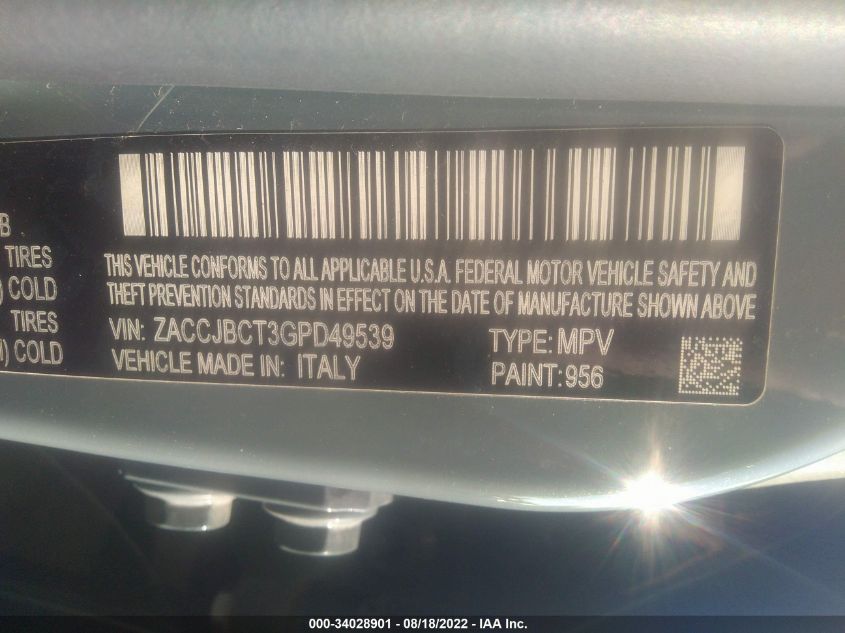 B
TIRES
) COLD
TIRES
) COLD
THIS VEHICLE CONFORMS TO ALL APPLICABLE U.S.A. FEDERAL MOTOR VEHICLE SAFETY AND
THEFT PREVENTION STANDARDS IN EFFECT ON THE DATE OF MANUFACTURE SHOWN ABOVE
VIN: ZACCJBCT3GPD49539
TYPE: MPV
VEHICLE MADE IN: ITALY
PAINT: 956
000-34028901 - 08/18/2022 - IAA Inc.